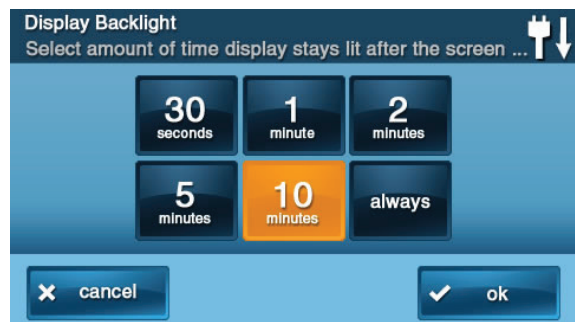 Display Backlight
Select amount of time display stays lit after the screen ...
30 seconds
1 minute
2 minutes
5 minutes
10 minutes
always
cancel
ok